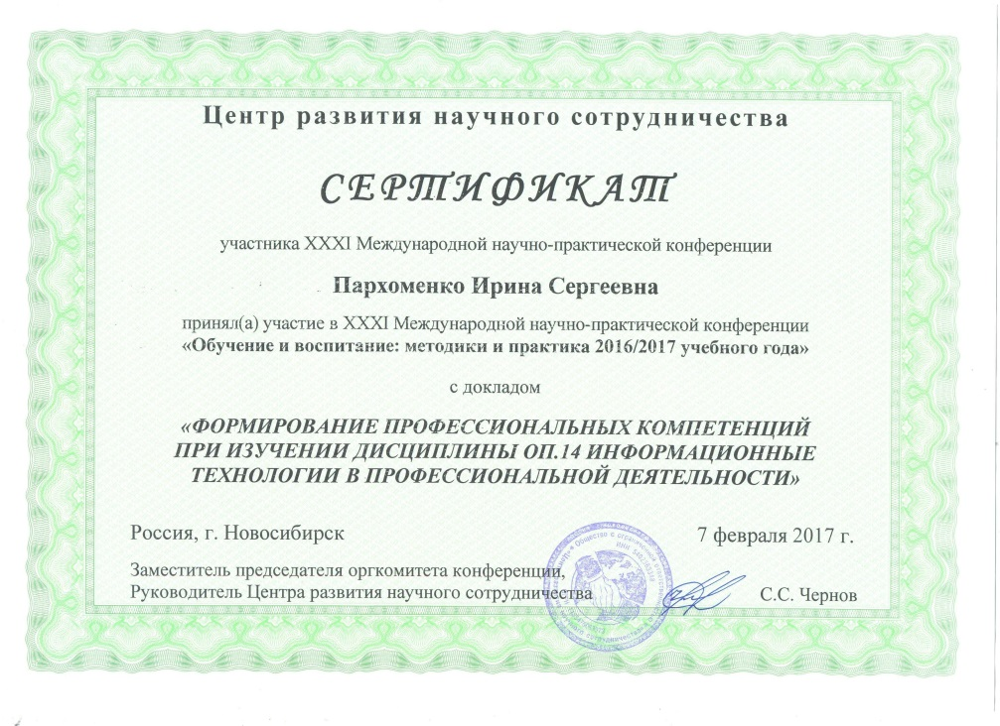 Центр развития научного сотрудничества
СЕРТИФИКАТ
участника XXXI Международной научно-практической конференции
Пархоменко Ирина Сергеевна
принял(а) участие в XXXI Международной научно-практической конференции
«Обучение и воспитание: методики и практика 2016/2017 учебного года»
с докладом
«ФОРМИРОВАНИЕ ПРОФЕССИОНАЛЬНЫХ КОМПЕТЕНЦИЙ
ПРИ ИЗУЧЕНИИ ДИСЦИПЛИНЫ ОП.14 ИНФОРМАЦИОННЫЕ
ТЕХНОЛОГИИ В ПРОФЕССИОНАЛЬНОЙ ДЕЯТЕЛЬНОСТИ»
Россия, г. Новосибирск
7 февраля 2017 г.
Заместитель председателя оргкомитета конференции,
Руководитель Центра развития научного сотрудничества
С.С. Чернов
Общество с ограниченной